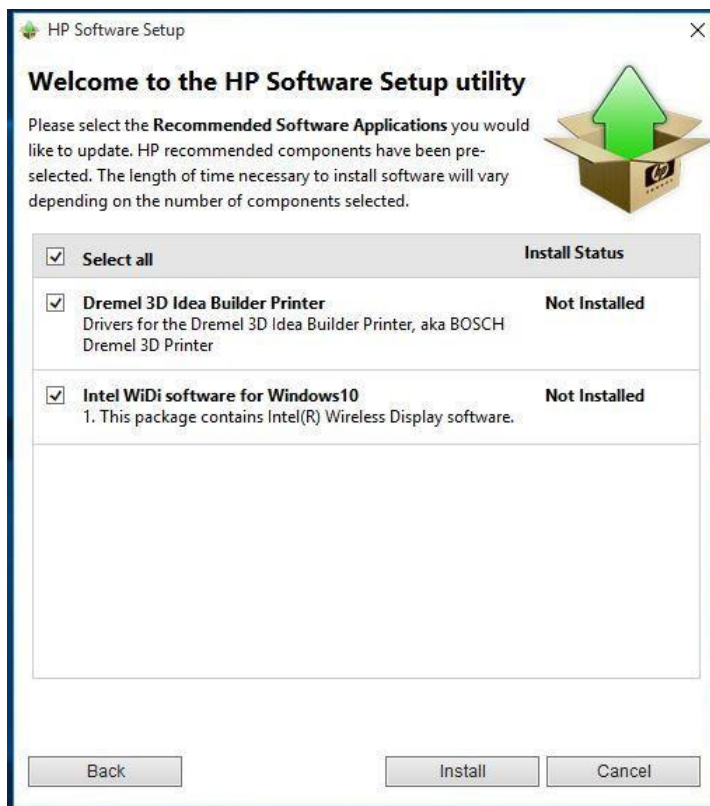 HP Software Setup
Welcome to the HP Software Setup utility
Please select the Recommended Software Applications you would
like to update. HP recommended components have been pre-
selected. The length of time necessary to install software will vary
depending on the number of components selected.
hp
Select all
Install Status
Dremel 3D Idea Builder Printer
Not Installed
Drivers for the Dremel 3D Idea Builder Printer, aka BOSCH
Dremel 3D Printer
Intel WiDi software for Windows10
Not Installed
1. This package contains Intel(R) Wireless Display software.
Back
Install
Cancel